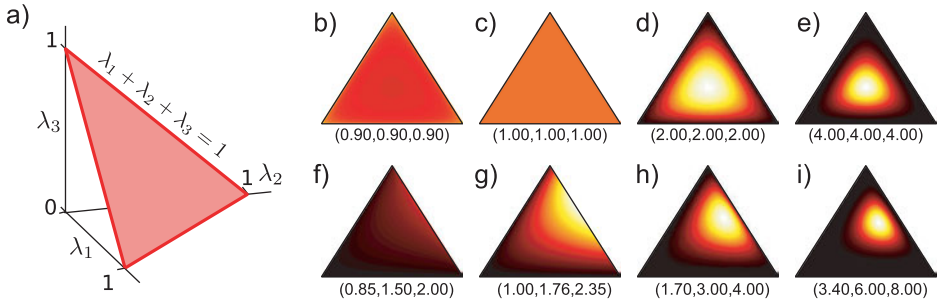 a)
1
λ₁ + λ₂ + λ₃ = 1
λ₃
1 λ₂
0
λ₁
1
b) c) d) e)
(0.90,0.90,0.90) (1.00,1.00,1.00) (2.00,2.00,2.00) (4.00,4.00,4.00)
f) g) h) i)
(0.85,1.50,2.00) (1.00,1.76,2.35) (1.70,3.00,4.00) (3.40,6.00,8.00)